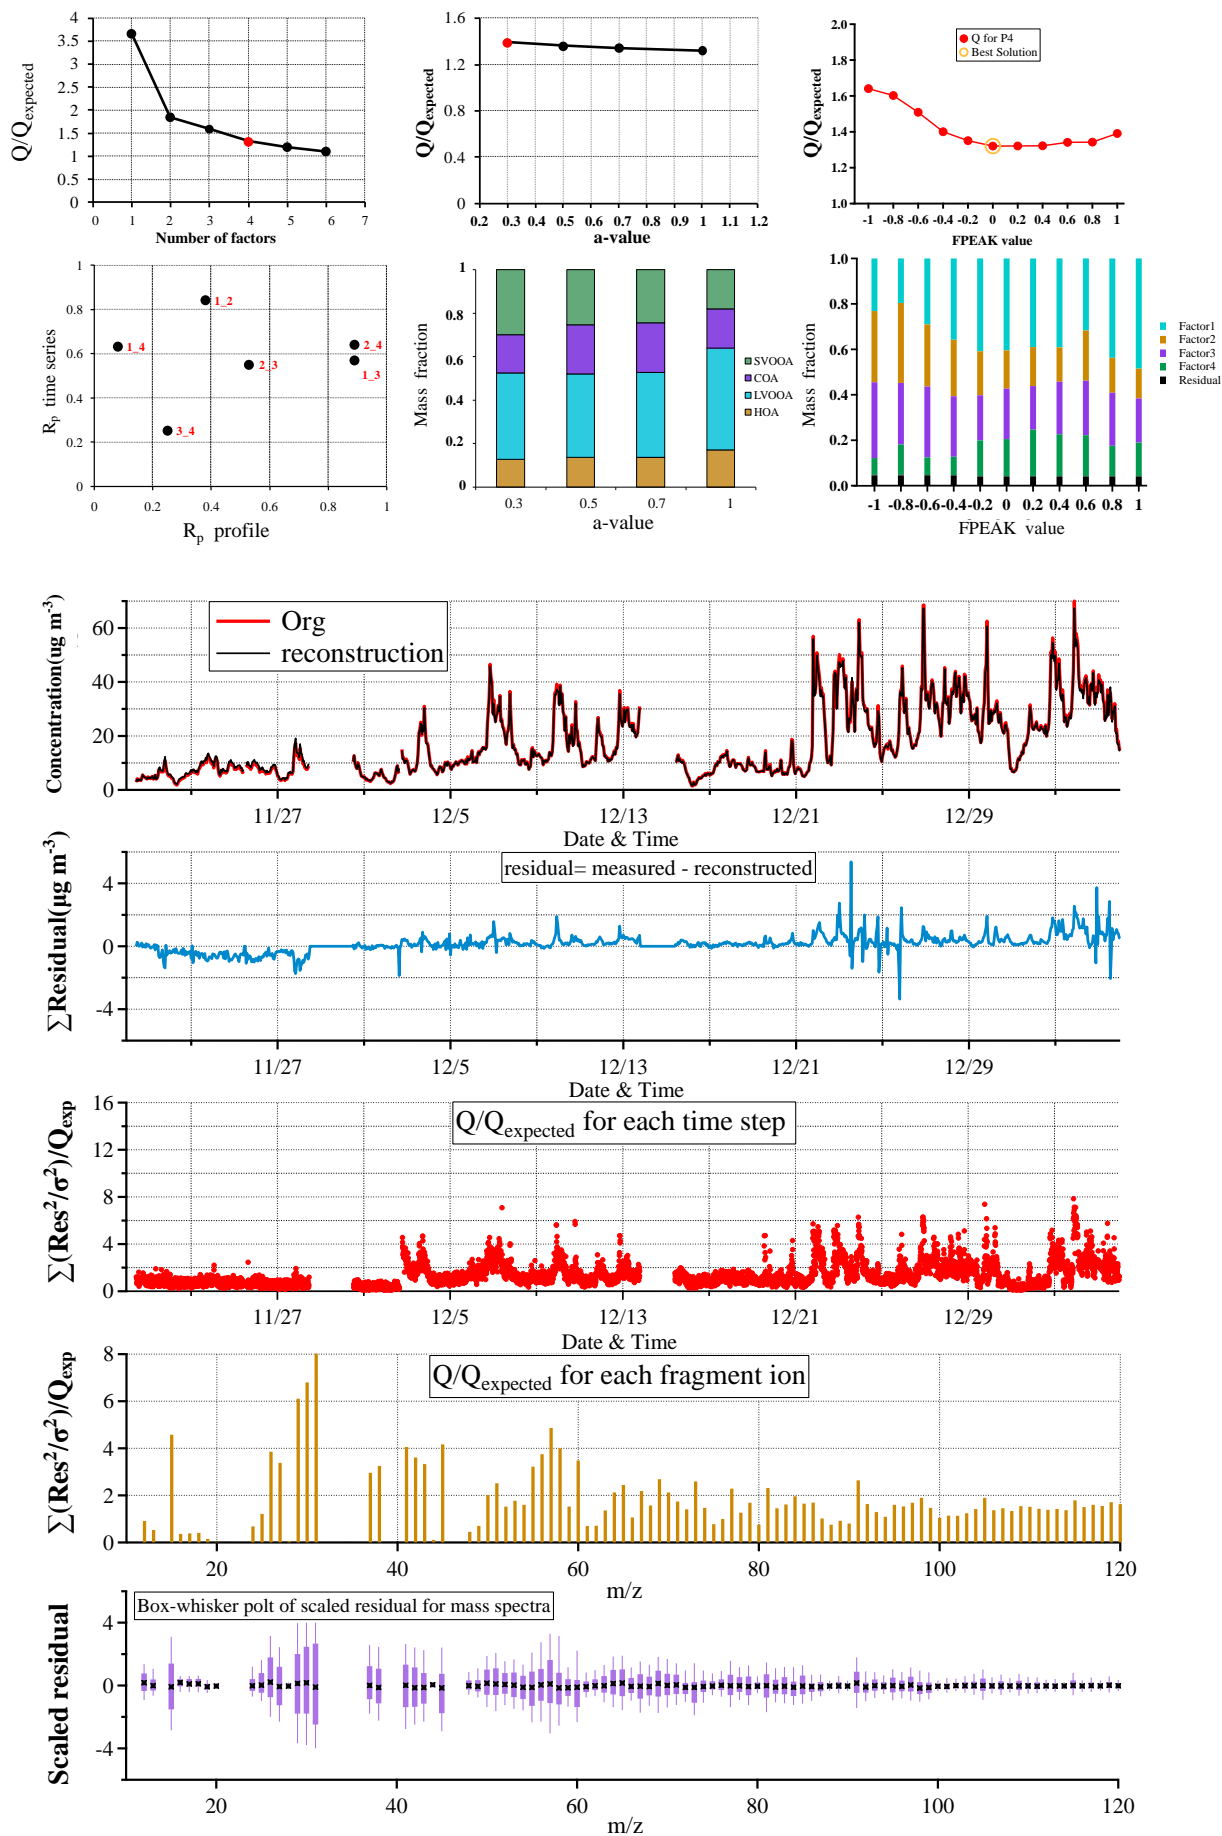 Q/Qexpected
4
3.5
3
2.5
2
1.5
1
0.5
0
0 1 2 3 4 5 6 7
Number of factors
Q/Qexpected
1.6
1.2
0.8
0.4
0
0.2 0.3 0.4 0.5 0.6 0.7 0.8 0.9 1 1.1 1.2
a-value
Q/Qexpected
2.0
1.8
1.6
1.4
1.2
1.0
Q for P4
Best Solution
-1 -0.8 -0.6 -0.4 -0.2 0 0.2 0.4 0.6 0.8 1
FPEAK value
Rp time series
1
0.8
0.6
0.4
0.2
0
1_2
1_4
2_4
2_3
1_3
3_4
0 0.2 0.4 0.6 0.8 1
Rp profile
Mass fraction
1
0.8
0.6
0.4
0.2
0
SVOOA
COA
LVOOA
HOA
0.3 0.5 0.7 1
a-value
Mass fraction
1.0
0.8
0.6
0.4
0.2
0.0
Factor1
Factor2
Factor3
Factor4
Residual
-1 -0.8 -0.6 -0.4 -0.2 0 0.2 0.4 0.6 0.8 1
FPEAK value
Concentration(ug m-3)
60
40
20
0
Org
reconstruction
11/27 12/5 12/13 12/21 12/29
Date & Time
∑Residual(µg m-3)
4
0
-4
residual= measured - reconstructed
11/27 12/5 12/13 12/21 12/29
Date & Time
∑(Res2/σ2)/Qexp
16
12
8
4
0
Q/Qexpected for each time step
11/27 12/5 12/13 12/21 12/29
Date & Time
∑(Res2/σ2)/Qexp
8
6
4
2
0
Q/Qexpected for each fragment ion
20 40 60 80 100 120
m/z
Scaled residual
4
0
-4
Box-whisker polt of scaled residual for mass spectra
20 40 60 80 100 120
m/z